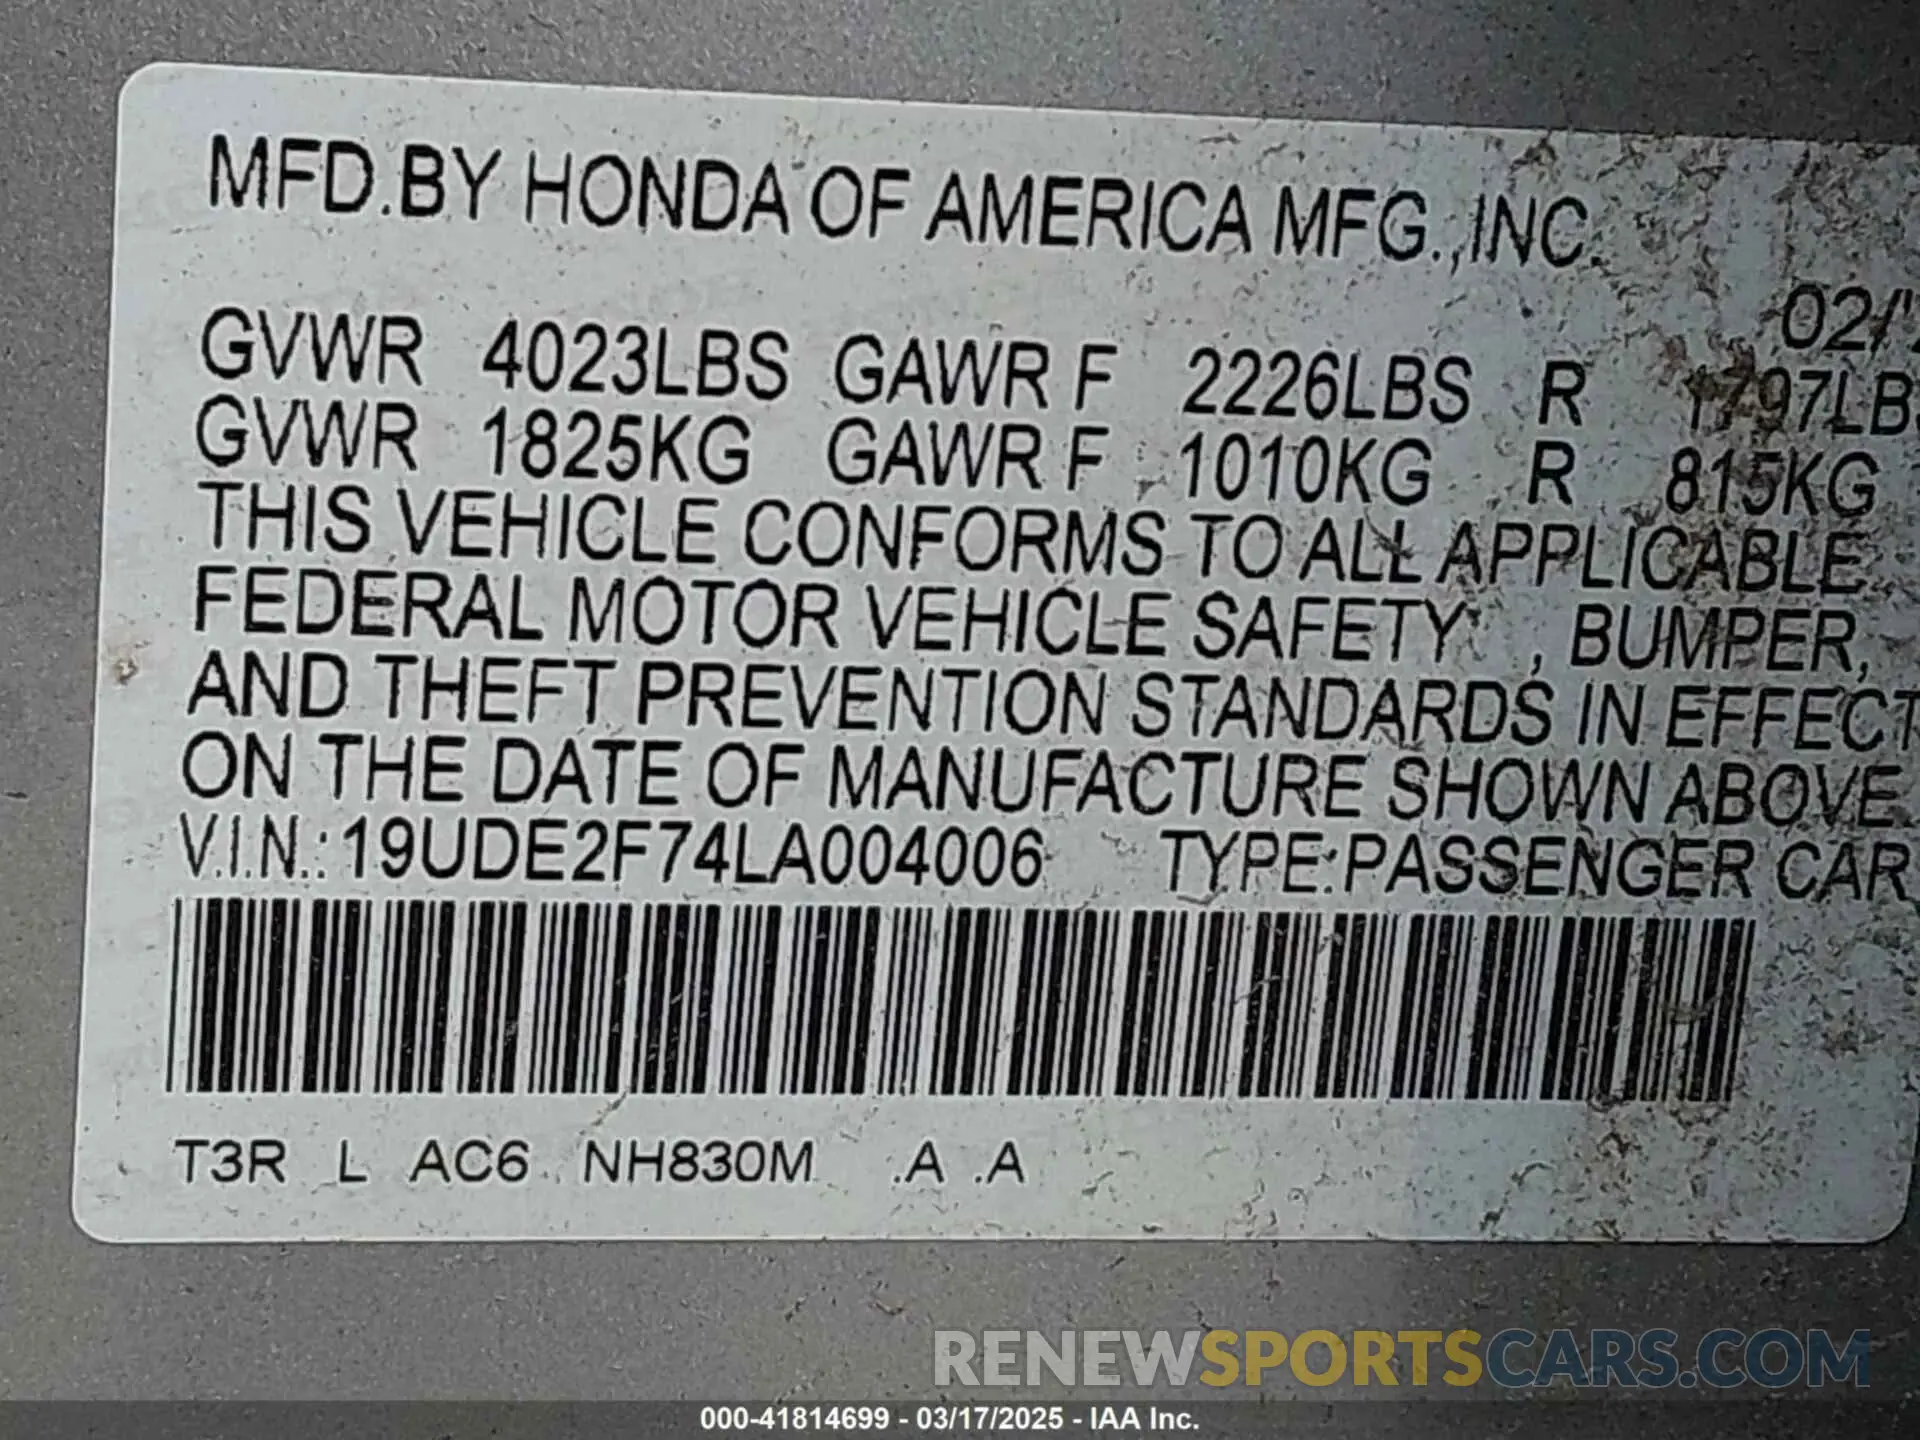 MFD.BY HONDA OF AMERICA MFG.,INC.
02/'
GVWR 4023LBS GAWR F 2226LBS R 1797LBS
GVWR 1825KG GAWR F 1010KG R 815KG
THIS VEHICLE CONFORMS TO ALL APPLICABLE
FEDERAL MOTOR VEHICLE SAFETY , BUMPER,
AND THEFT PREVENTION STANDARDS IN EFFECT
ON THE DATE OF MANUFACTURE SHOWN ABOVE.
V.I.N.:19UDE2F74LA004006 TYPE:PASSENGER CAR
T3R L AC6 NH830M .A .A
RENEWSPORTSCARS.COM
000-41814699 - 03/17/2025 - IAA Inc.